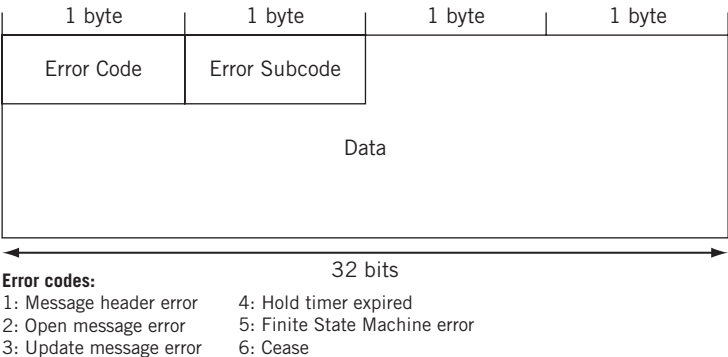 1 byte 1 byte 1 byte 1 byte
Error Code Error Subcode
Data
32 bits
Error codes:
1: Message header error 4: Hold timer expired
2: Open message error 5: Finite State Machine error
3: Update message error 6: Cease